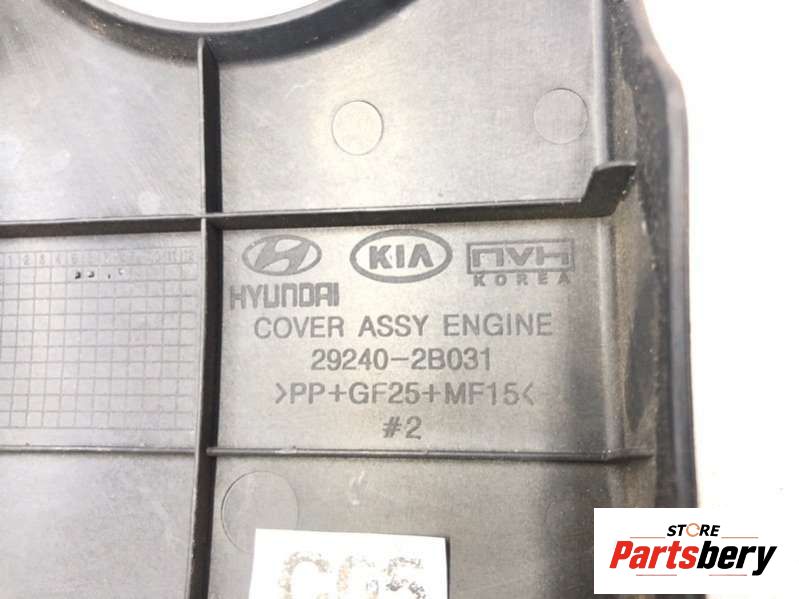 HYUNDAI
KIA
NVH
KOREA
COVER ASSY ENGINE
29240-2B031
>PP+GF25+MF15<
#2
STORE
Partsbery